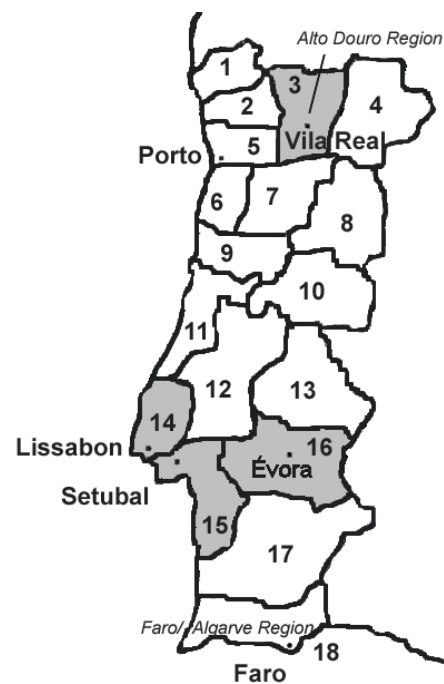 Alto Douro Region
1
3
2
4
Vila Real
Porto
5
6
7
8
9
10
11
12
13
14
16
Lissabon
Évora
Setubal
15
17
Faro/ Algarve Region
18
Faro